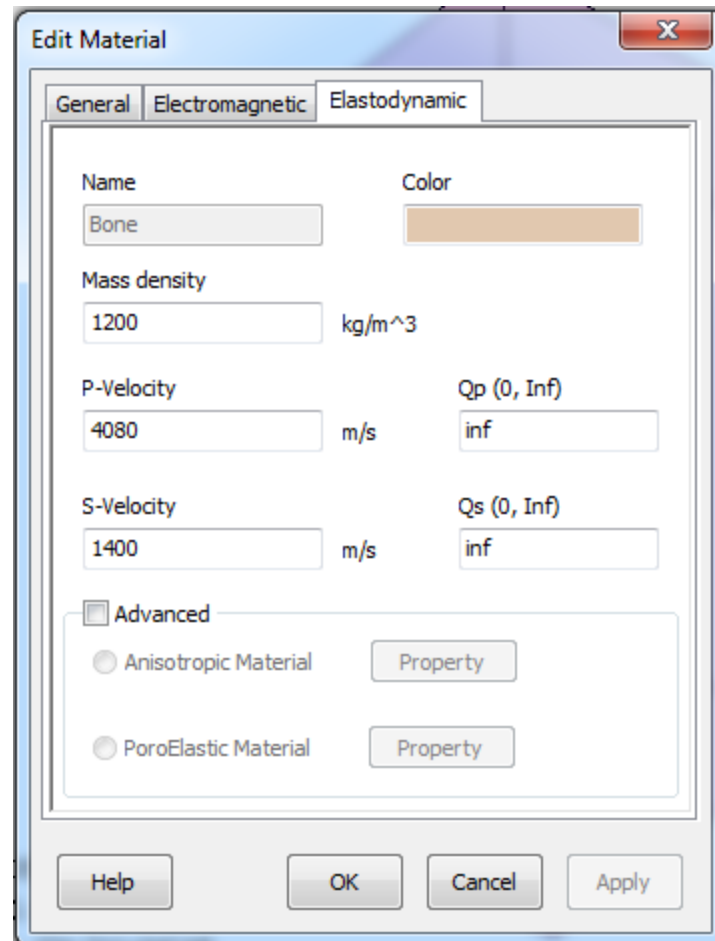 Edit Material
General Electromagnetic Elastodynamic
Name Color
Bone
Mass density
1200 kg/m^3
P-Velocity Qp (0, Inf)
4080 m/s inf
S-Velocity Qs (0, Inf)
1400 m/s inf
Advanced
Anisotropic Material Property
PoroElastic Material Property
Help OK Cancel Apply